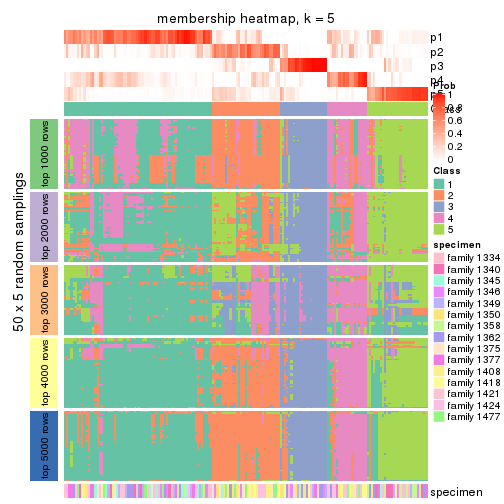 membership heatmap, k = 5
p1
p2
p3
p4
Prob
1
0.8
0.6
0.4
0.2
0
Class
1
2
3
4
5
specimen
family 1334
family 1340
family 1345
family 1346
family 1349
family 1350
family 1358
family 1362
family 1375
family 1377
family 1408
family 1418
family 1421
family 1424
family 1477
50 x 5 random samplings
top 1000 rows
top 2000 rows
top 3000 rows
top 4000 rows
top 5000 rows
specimen